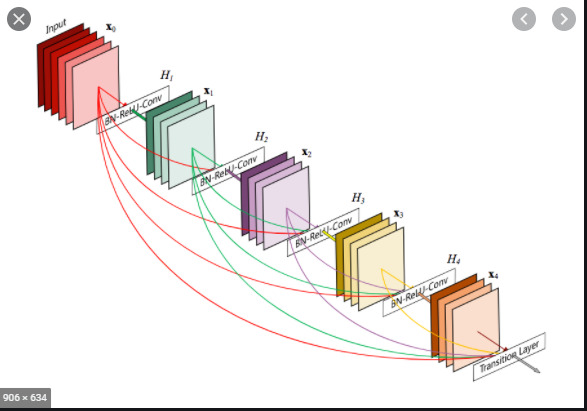 Input
x0
H1
x1
BN-ReLU-Conv
H2
x2
BN-ReLU-Conv
H3
x3
BN-ReLU-Conv
H4
x4
BN-ReLU-Conv
Transition Layer
906 × 634